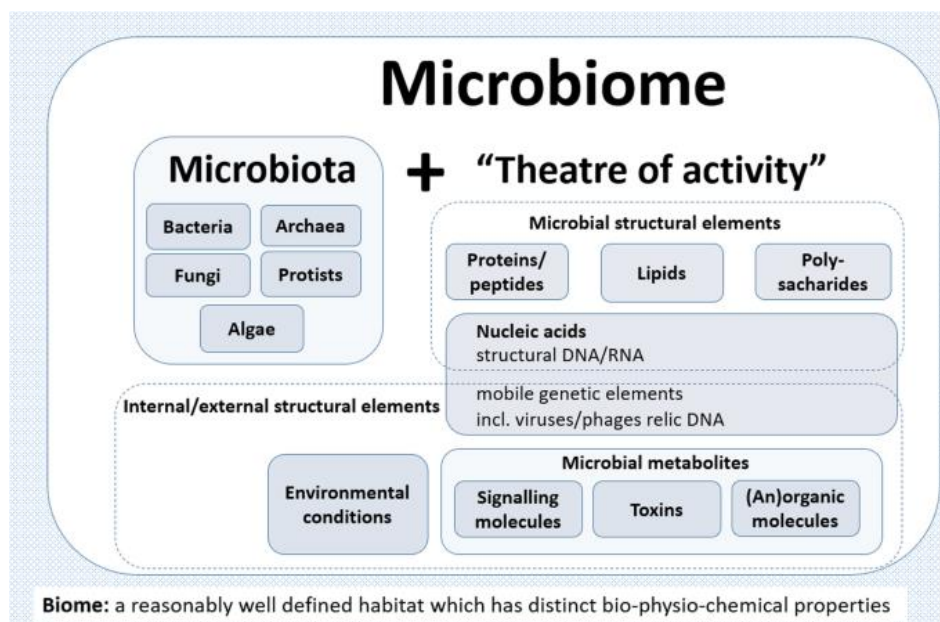 Microbiome
Microbiota + “Theatre of activity”
Bacteria
Archaea
Fungi
Protists
Algae
Microbial structural elements
Proteins/
peptides
Lipids
Poly-
sacharides
Nucleic acids
structural DNA/RNA
mobile genetic elements
incl. viruses/phages relic DNA
Internal/external structural elements
Environmental
conditions
Microbial metabolites
Signalling
molecules
Toxins
(An)organic
molecules
Biome: a reasonably well defined habitat which has distinct bio-physio-chemical properties